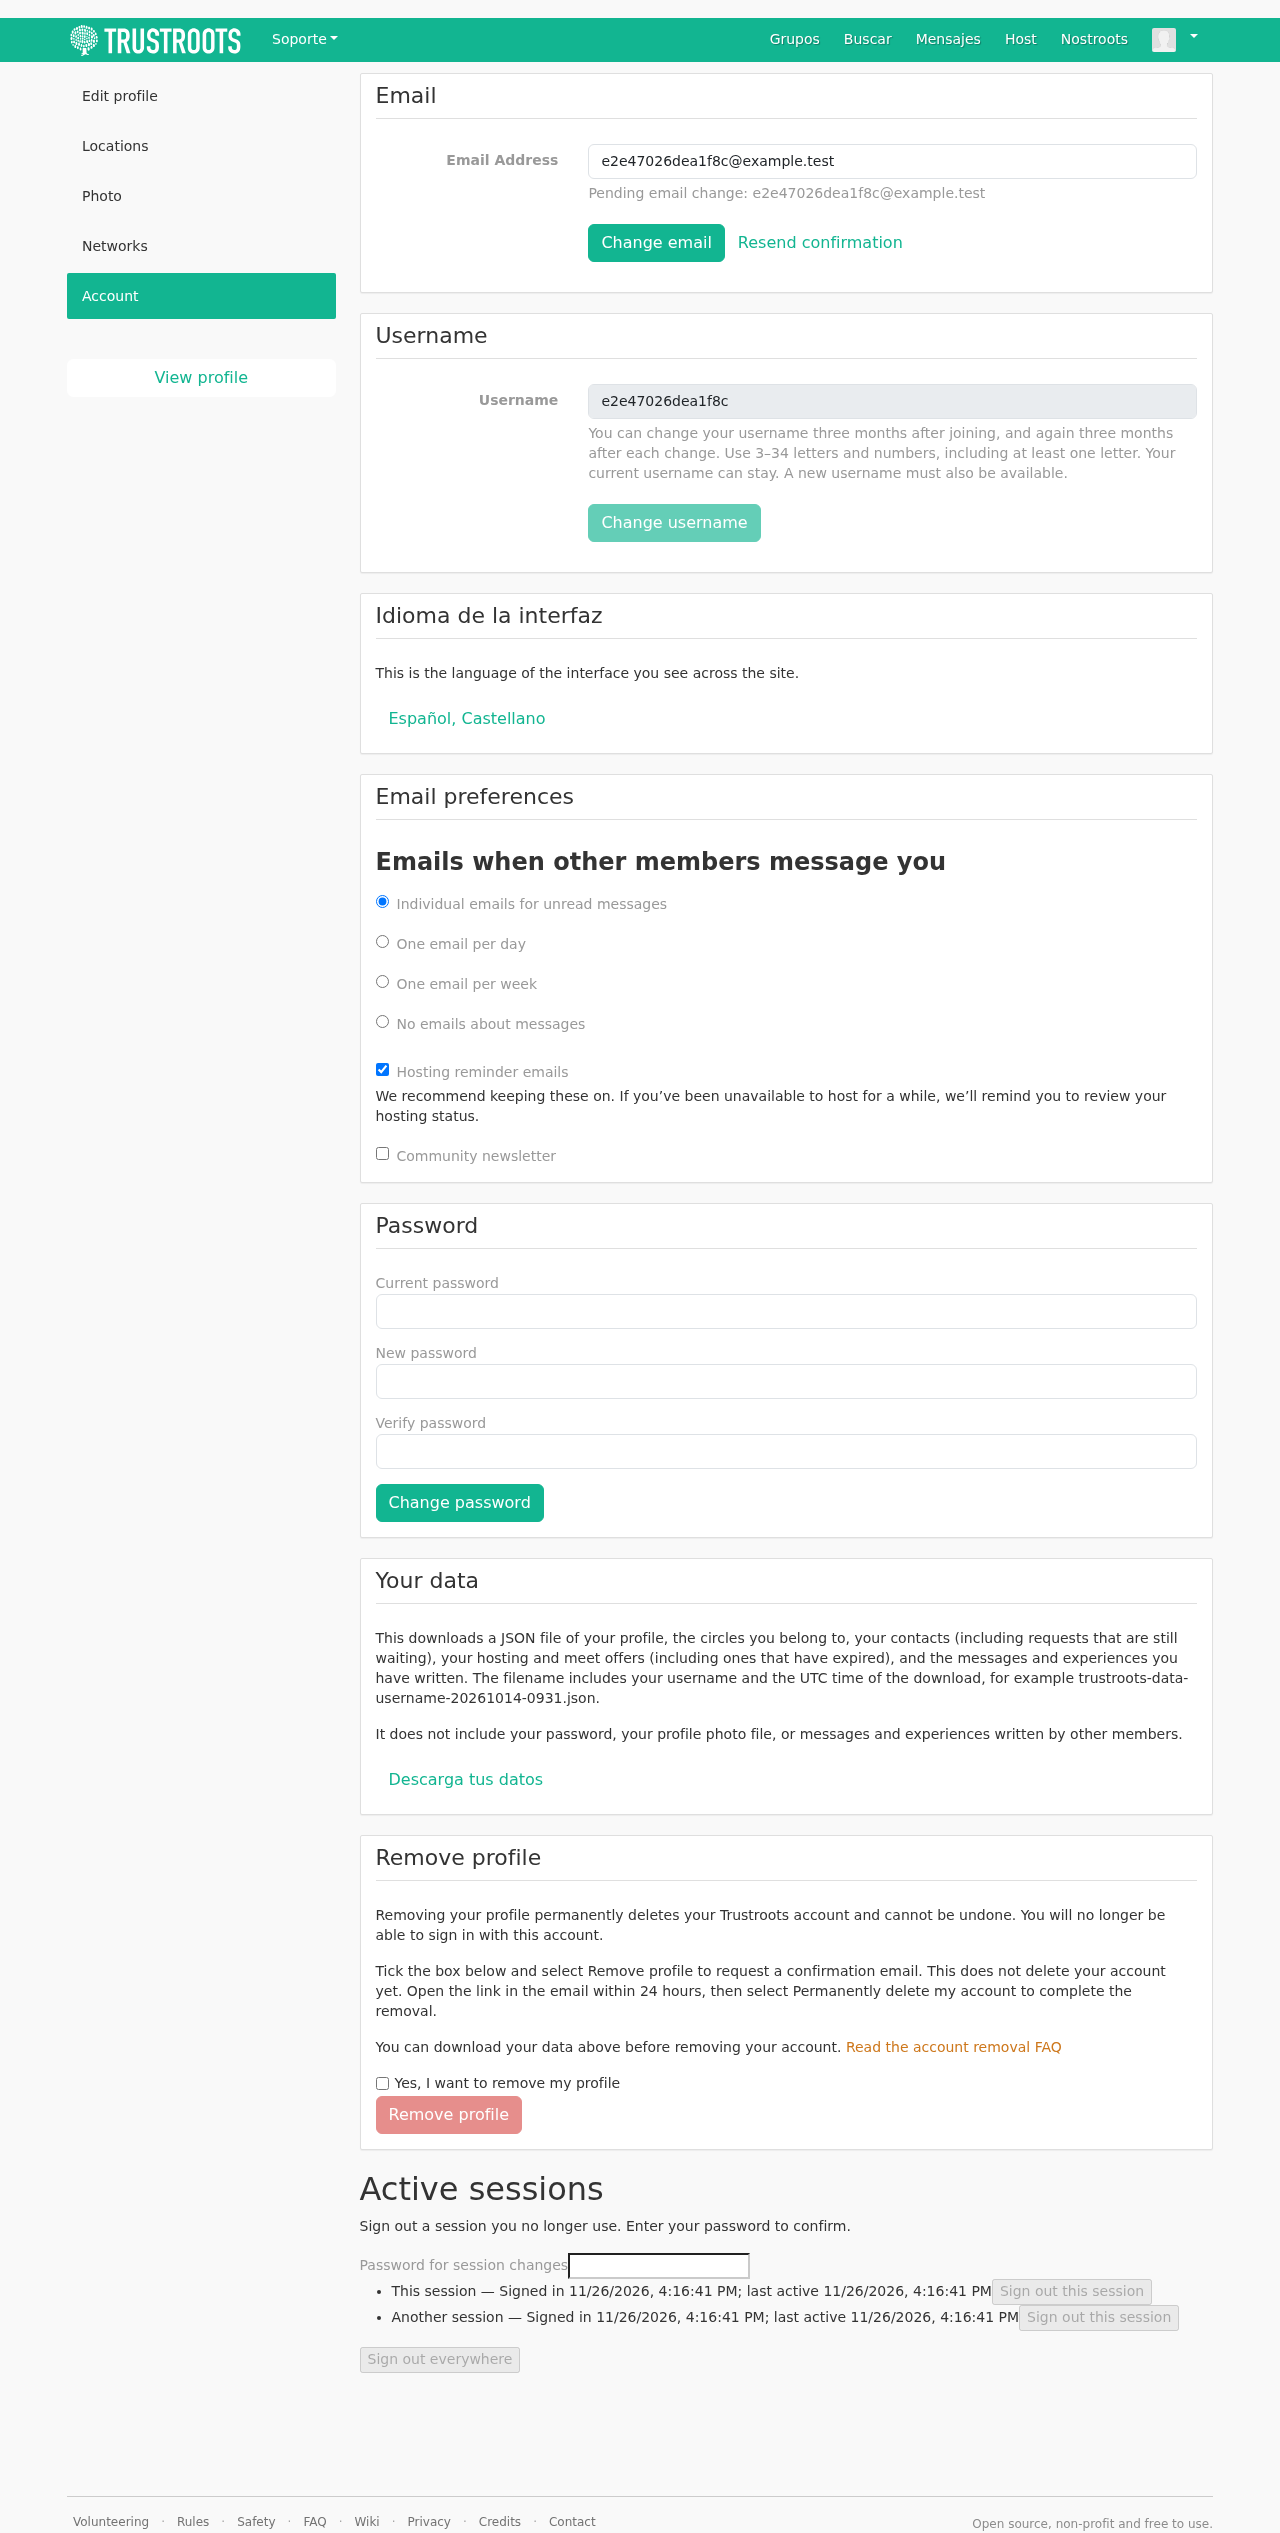 TRUSTROOTS
Soporte
Grupos
Buscar
Mensajes
Host
Nostroots
Edit profile
Locations
Photo
Networks
Account
View profile
Email
Email Address
e2e47026dea1f8c@example.test
Pending email change: e2e47026dea1f8c@example.test
Change email
Resend confirmation
Username
Username
e2e47026dea1f8c
You can change your username three months after joining, and again three months
after each change. Use 3–34 letters and numbers, including at least one letter. Your
current username can stay. A new username must also be available.
Change username
Idioma de la interfaz
This is the language of the interface you see across the site.
Español, Castellano
Email preferences
Emails when other members message you
Individual emails for unread messages
One email per day
One email per week
No emails about messages
Hosting reminder emails
We recommend keeping these on. If you’ve been unavailable to host for a while, we’ll remind you to review your
hosting status.
Community newsletter
Password
Current password
New password
Verify password
Change password
Your data
This downloads a JSON file of your profile, the circles you belong to, your contacts (including requests that are still
waiting), your hosting and meet offers (including ones that have expired), and the messages and experiences you
have written. The filename includes your username and the UTC time of the download, for example trustroots-data-
username-20261014-0931.json.
It does not include your password, your profile photo file, or messages and experiences written by other members.
Descarga tus datos
Remove profile
Removing your profile permanently deletes your Trustroots account and cannot be undone. You will no longer be
able to sign in with this account.
Tick the box below and select Remove profile to request a confirmation email. This does not delete your account
yet. Open the link in the email within 24 hours, then select Permanently delete my account to complete the
removal.
You can download your data above before removing your account. Read the account removal FAQ
Yes, I want to remove my profile
Remove profile
Active sessions
Sign out a session you no longer use. Enter your password to confirm.
Password for session changes
• This session — Signed in 11/26/2026, 4:16:41 PM; last active 11/26/2026, 4:16:41 PM Sign out this session
• Another session — Signed in 11/26/2026, 4:16:41 PM; last active 11/26/2026, 4:16:41 PM Sign out this session
Sign out everywhere
Volunteering · Rules · Safety · FAQ · Wiki · Privacy · Credits · Contact
Open source, non-profit and free to use.